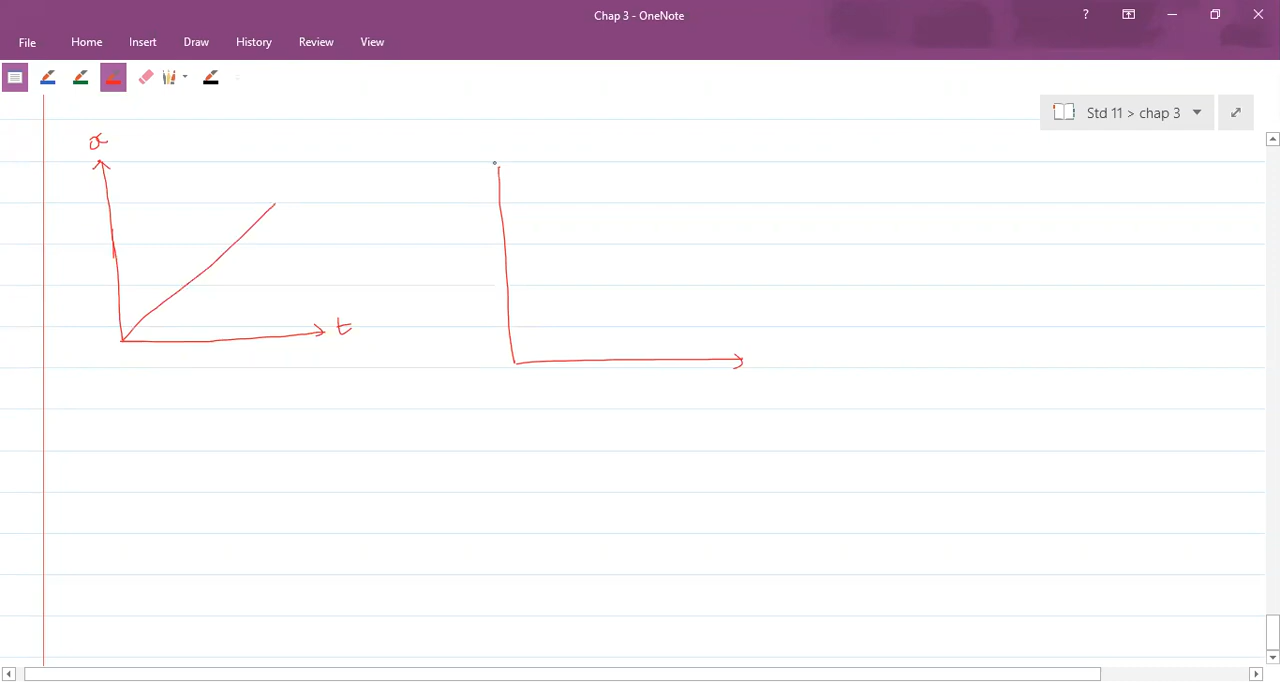 Chap 3 - OneNote
?
File Home Insert Draw History Review View
Std 11 > chap 3
x
t